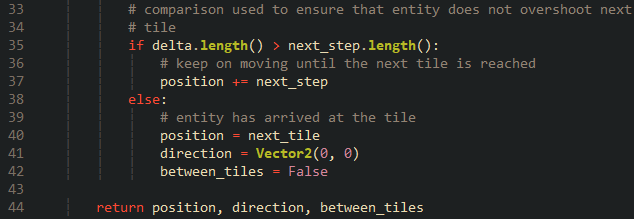 33 # comparison used to ensure that entity does not overshoot next
34 # tile
35 if delta.length() > next_step.length():
36 # keep on moving until the next tile is reached
37 position += next_step
38 else:
39 # entity has arrived at the tile
40 position = next_tile
41 direction = Vector2(0, 0)
42 between_tiles = False
43
44 return position, direction, between_tiles